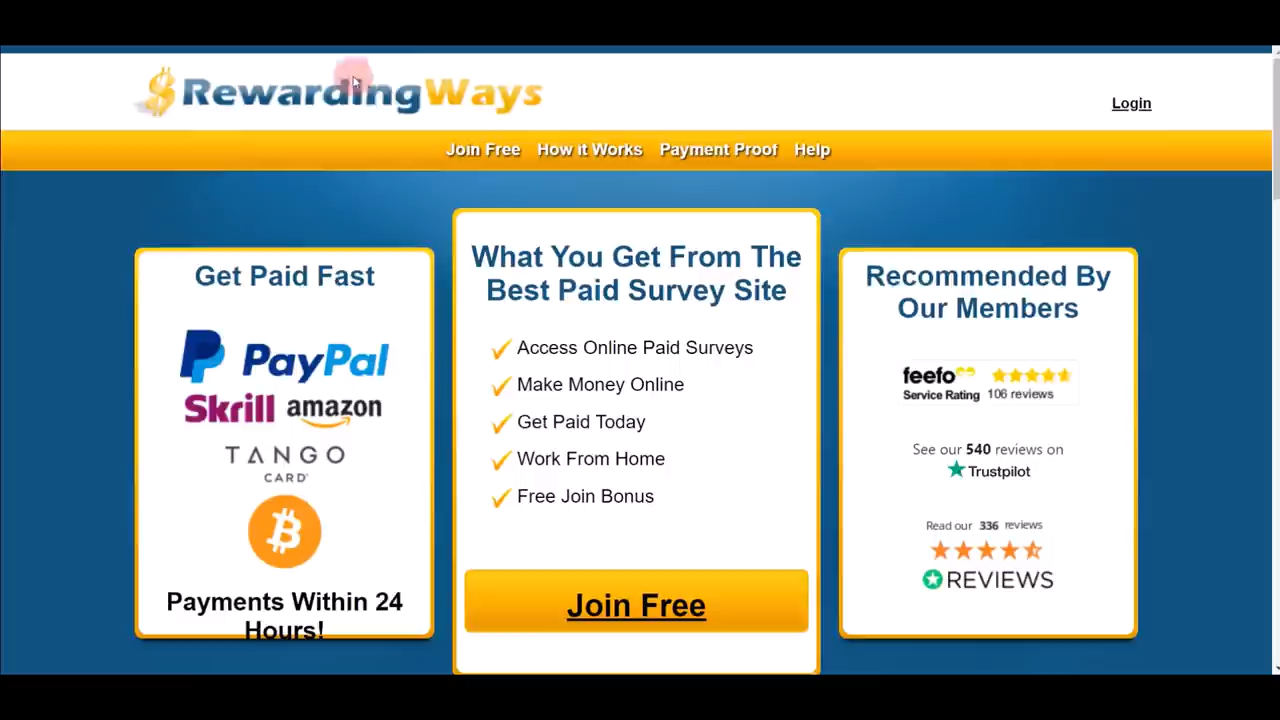 RewardingWays
Login
Join Free How it Works Payment Proof Help
Get Paid Fast
PayPal
Skrill amazon
TANGO
CARD
Payments Within 24
Hours!
What You Get From The
Best Paid Survey Site
Access Online Paid Surveys
Make Money Online
Get Paid Today
Work From Home
Free Join Bonus
Join Free
Recommended By
Our Members
feefo
Service Rating 106 reviews
See our 540 reviews on
Trustpilot
Read our 336 reviews
REVIEWS